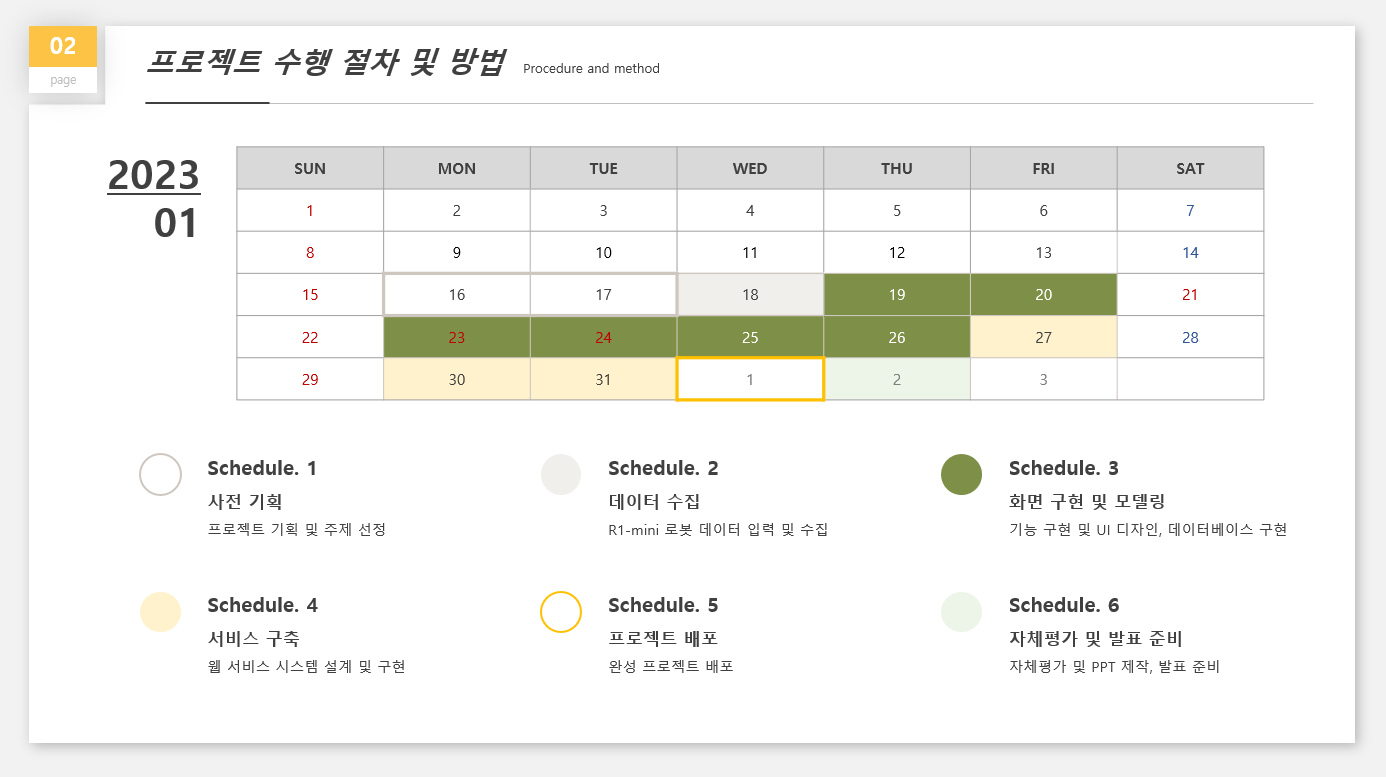 02
page
프로젝트 수행 절차 및 방법 Procedure and method
2023
01
SUN MON TUE WED THU FRI SAT
1 2 3 4 5 6 7
8 9 10 11 12 13 14
15 16 17 18 19 20 21
22 23 24 25 26 27 28
29 30 31 1 2 3
Schedule. 1
사전 기획
프로젝트 기획 및 주제 선정
Schedule. 2
데이터 수집
R1-mini 로봇 데이터 입력 및 수집
Schedule. 3
화면 구현 및 모델링
기능 구현 및 UI 디자인, 데이터베이스 구현
Schedule. 4
서비스 구축
웹 서비스 시스템 설계 및 구현
Schedule. 5
프로젝트 배포
완성 프로젝트 배포
Schedule. 6
자체평가 및 발표 준비
자체평가 및 PPT 제작, 발표 준비